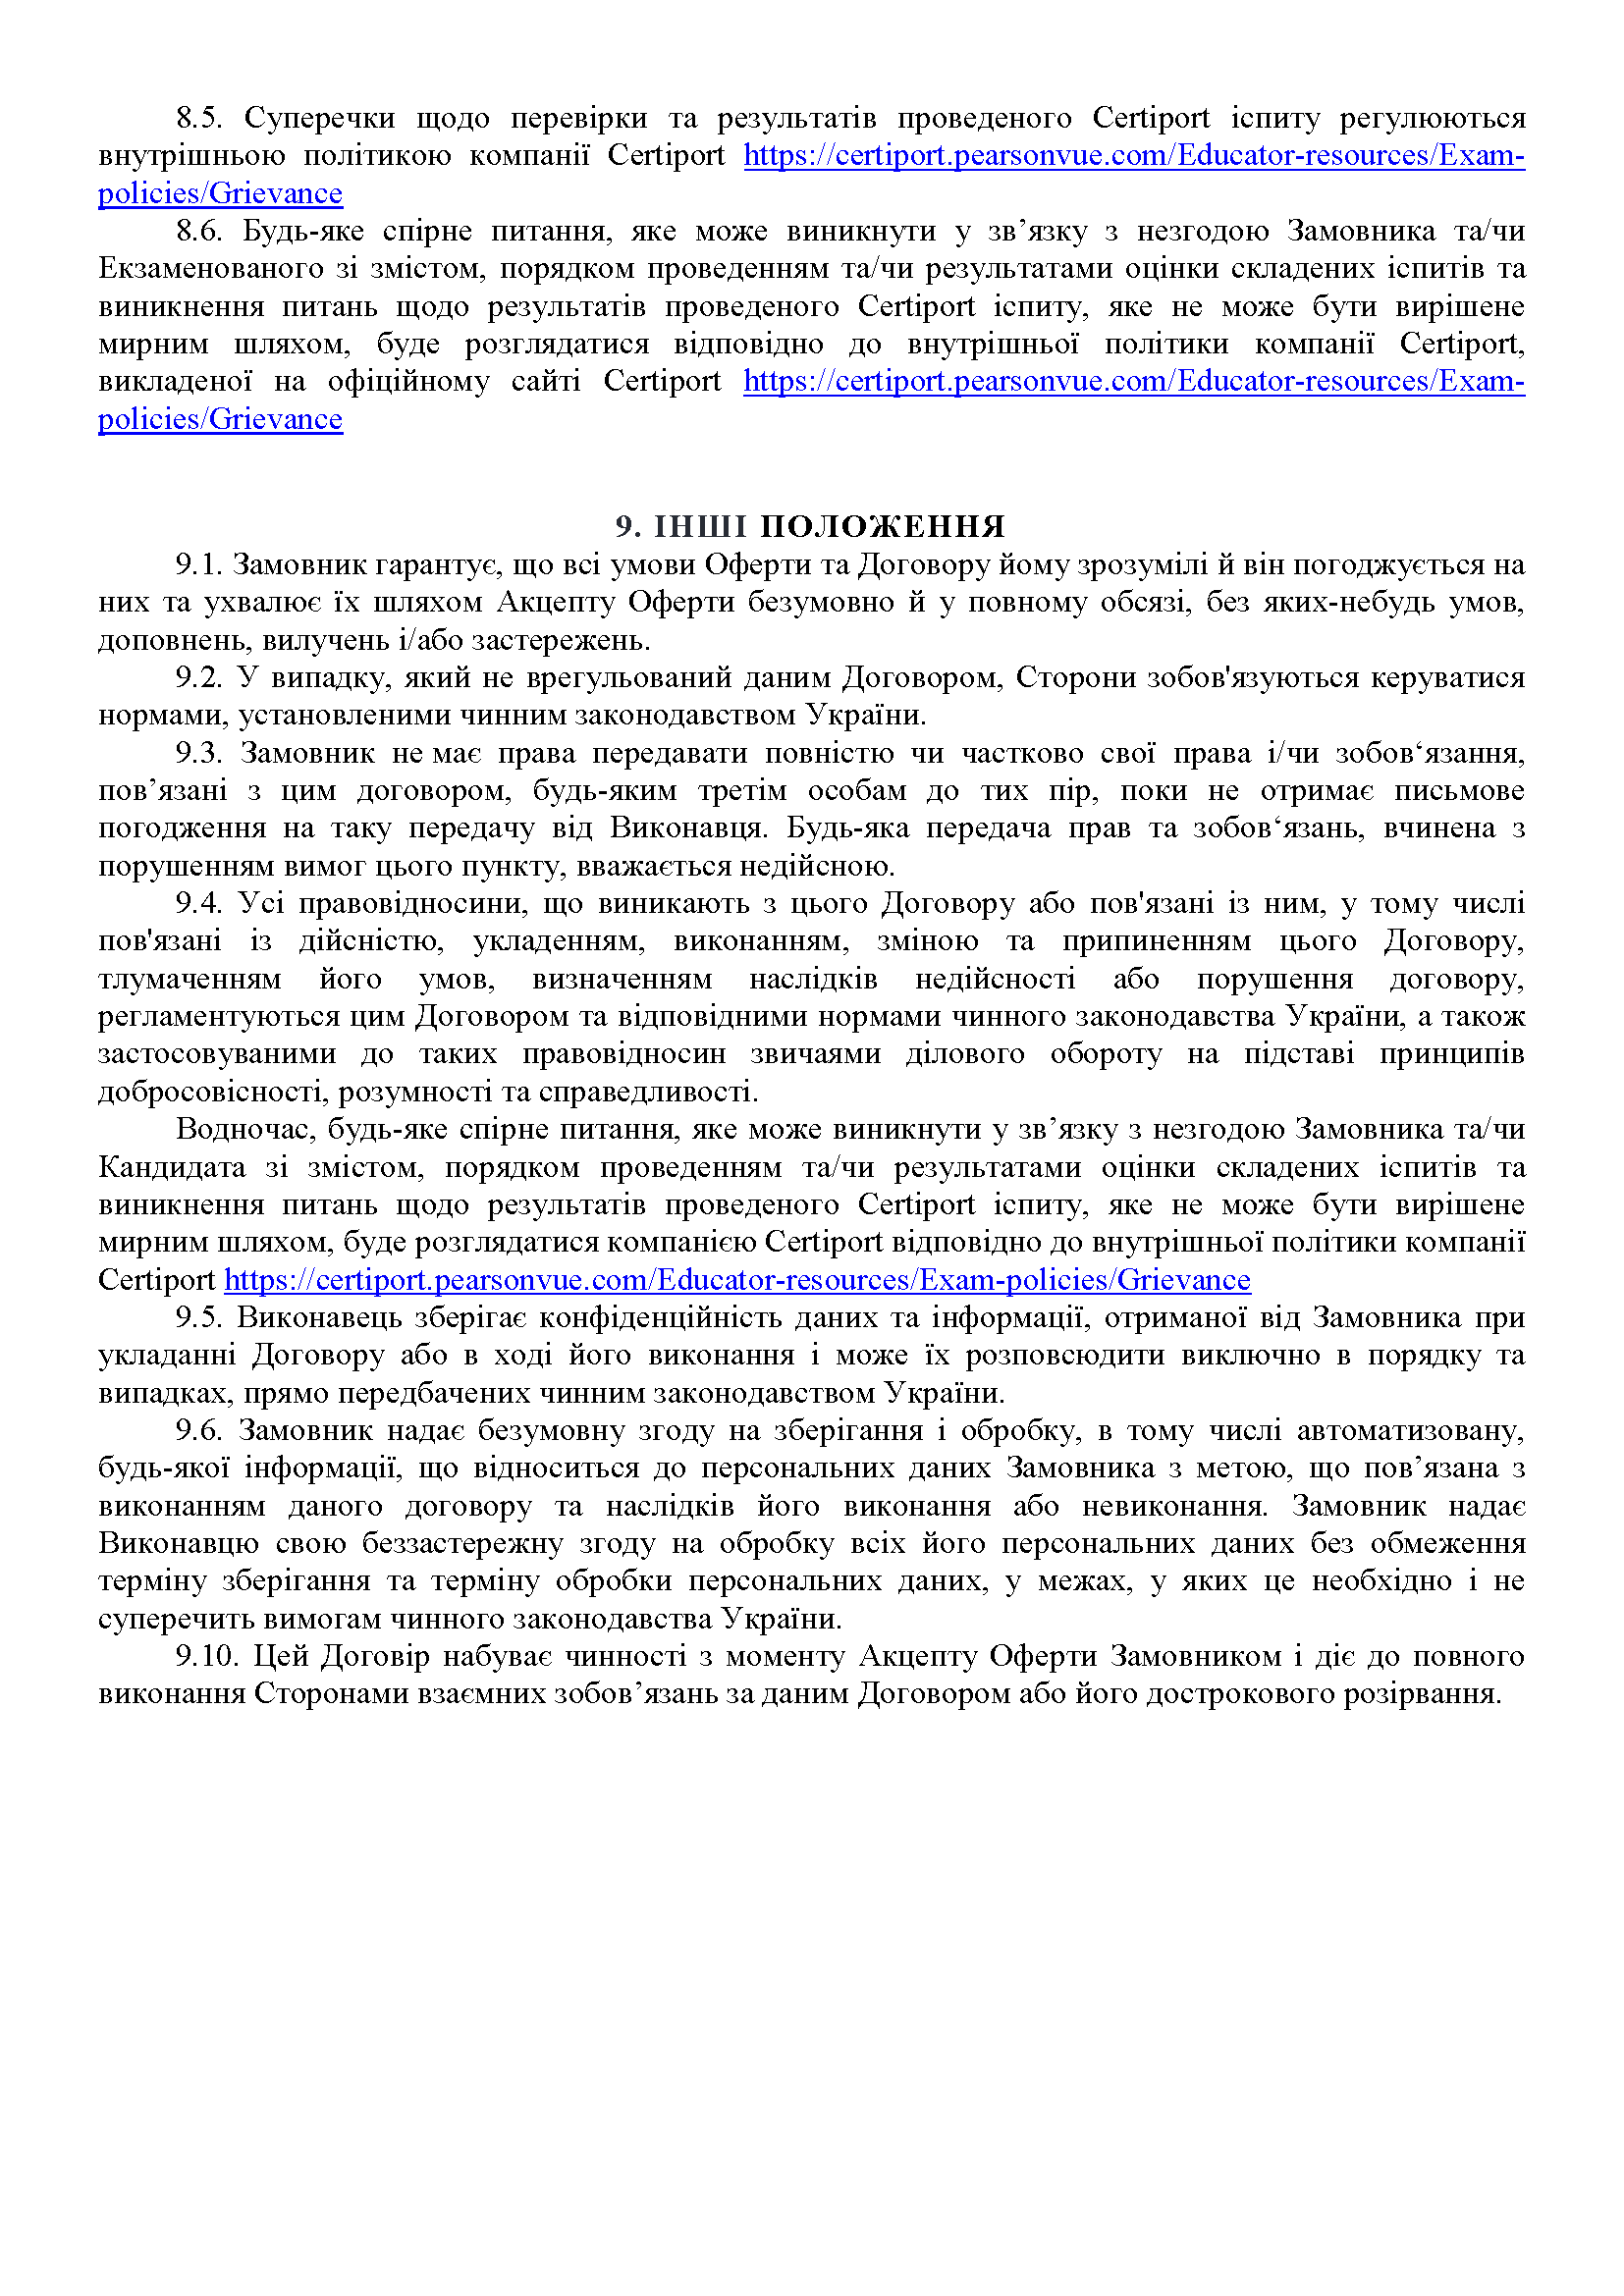 8.5. Суперечки щодо перевірки та результатів проведеного Certiport іспиту регулюються
внутрішньою політикою компанії Certiport https://certiport.pearsonvue.com/Educator-resources/Exam-
policies/Grievance
8.6. Будь-яке спірне питання, яке може виникнути у зв’язку з незгодою Замовника та/чи
Екзаменованого зі змістом, порядком проведенням та/чи результатами оцінки складених іспитів та
виникнення питань щодо результатів проведеного Certiport іспиту, яке не може бути вирішене
мирним шляхом, буде розглядатися відповідно до внутрішньої політики компанії Certiport,
викладеної на офіційному сайті Certiport https://certiport.pearsonvue.com/Educator-resources/Exam-
policies/Grievance
9. ІНШІ ПОЛОЖЕННЯ
9.1. Замовник гарантує, що всі умови Оферти та Договору йому зрозумілі й він погоджується на
них та ухвалює їх шляхом Акцепту Оферти безумовно й у повному обсязі, без яких-небудь умов,
доповнень, вилучень і/або застережень.
9.2. У випадку, який не врегульований даним Договором, Сторони зобов'язуються керуватися
нормами, установленими чинним законодавством України.
9.3. Замовник не має права передавати повністю чи частково свої права і/чи зобов‘язання,
пов’язані з цим договором, будь-яким третім особам до тих пір, поки не отримає письмове
погодження на таку передачу від Виконавця. Будь-яка передача прав та зобов‘язань, вчинена з
порушенням вимог цього пункту, вважається недійсною.
9.4. Усі правовідносини, що виникають з цього Договору або пов'язані із ним, у тому числі
пов'язані із дійсністю, укладенням, виконанням, зміною та припиненням цього Договору,
тлумаченням його умов, визначенням наслідків недійсності або порушення договору,
регламентуються цим Договором та відповідними нормами чинного законодавства України, а також
застосовуваними до таких правовідносин звичаями ділового обороту на підставі принципів
добросовісності, розумності та справедливості.
Водночас, будь-яке спірне питання, яке може виникнути у зв’язку з незгодою Замовника та/чи
Кандидата зі змістом, порядком проведенням та/чи результатами оцінки складених іспитів та
виникнення питань щодо результатів проведеного Certiport іспиту, яке не може бути вирішене
мирним шляхом, буде розглядатися компанією Certiport відповідно до внутрішньої політики компанії
Certiport https://certiport.pearsonvue.com/Educator-resources/Exam-policies/Grievance
9.5. Виконавець зберігає конфіденційність даних та інформації, отриманої від Замовника при
укладанні Договору або в ході його виконання і може їх розповсюдити виключно в порядку та
випадках, прямо передбачених чинним законодавством України.
9.6. Замовник надає безумовну згоду на зберігання і обробку, в тому числі автоматизовану,
будь-якої інформації, що відноситься до персональних даних Замовника з метою, що пов’язана з
виконанням даного договору та наслідків його виконання або невиконання. Замовник надає
Виконавцю свою беззастережну згоду на обробку всіх його персональних даних без обмеження
терміну зберігання та терміну обробки персональних даних, у межах, у яких це необхідно і не
суперечить вимогам чинного законодавства України.
9.10. Цей Договір набуває чинності з моменту Акцепту Оферти Замовником і діє до повного
виконання Сторонами взаємних зобов’язань за даним Договором або його дострокового розірвання.